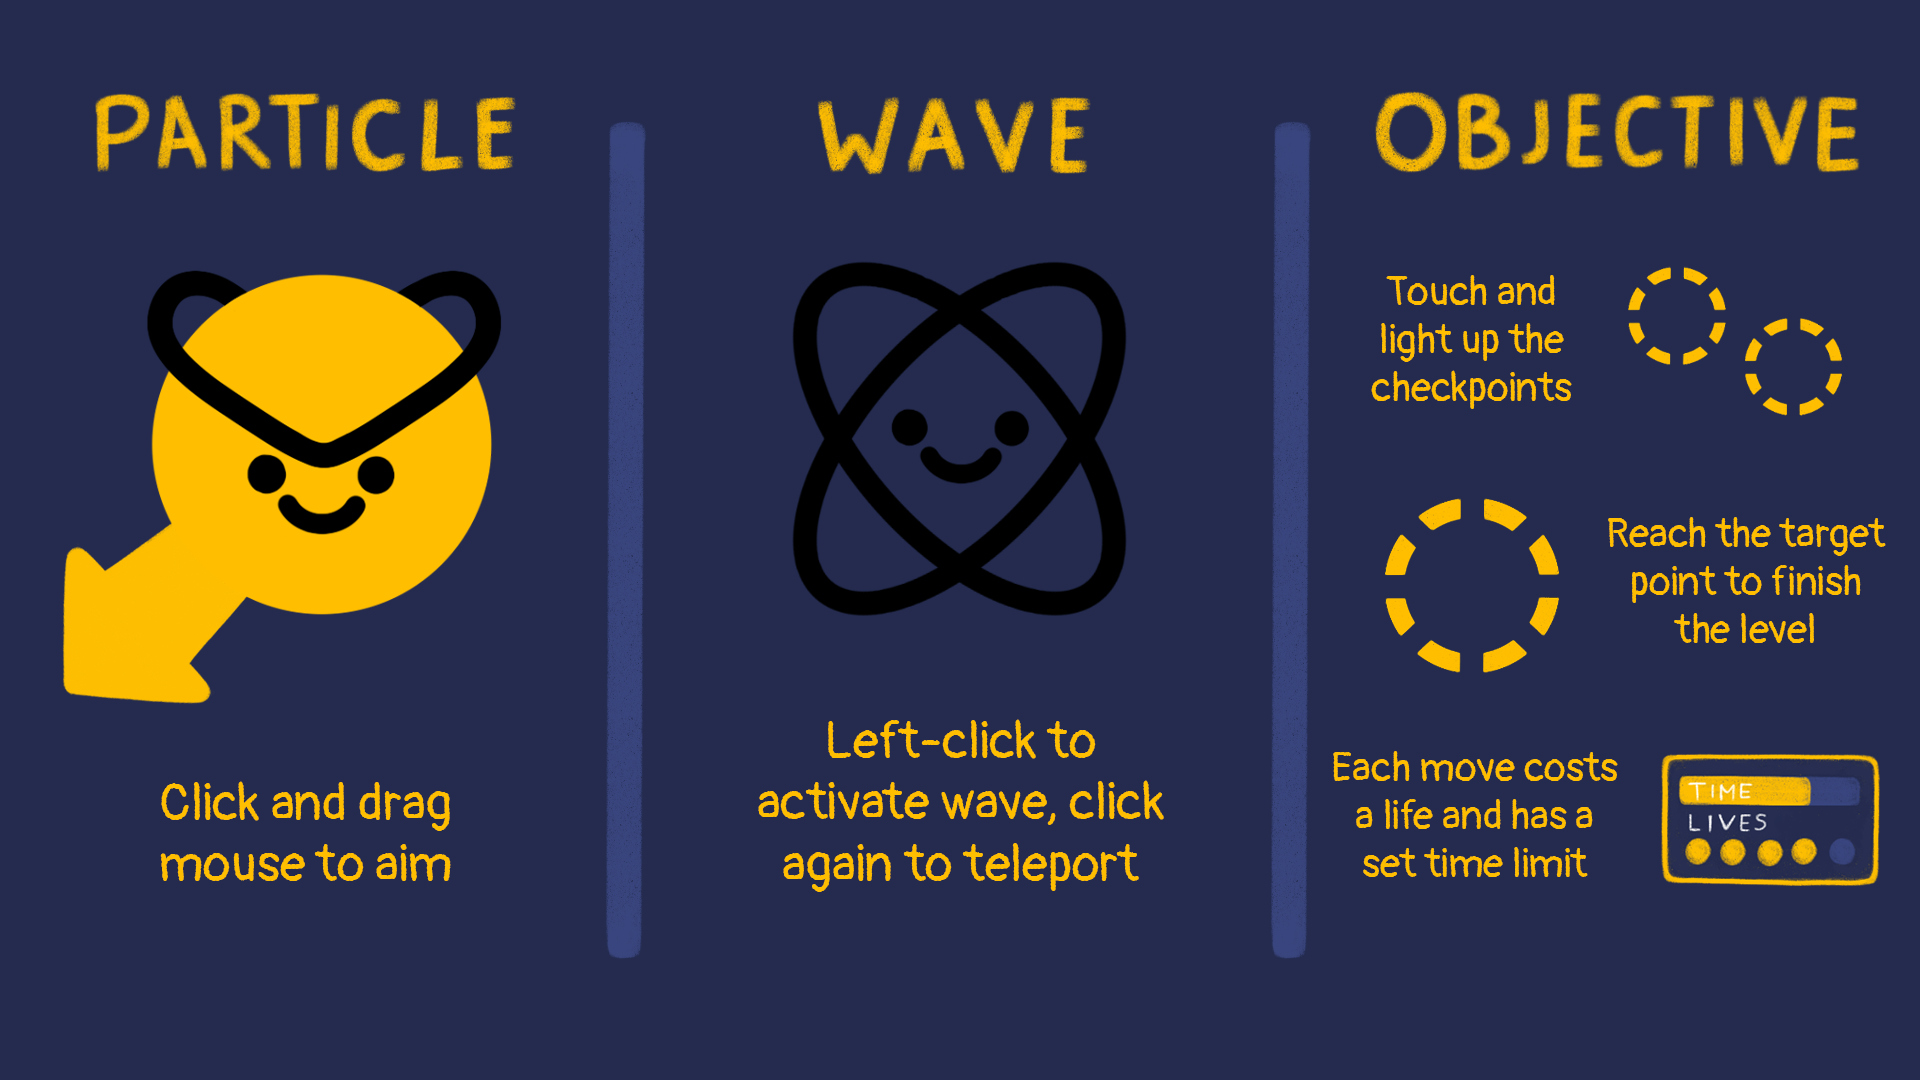 PARTICLE
Click and drag
mouse to aim
WAVE
Left-click to
activate wave, click
again to teleport
OBJECTIVE
Touch and
light up the
checkpoints
Reach the target
point to finish
the level
Each move costs
a life and has a
set time limit
TIME
LIVES